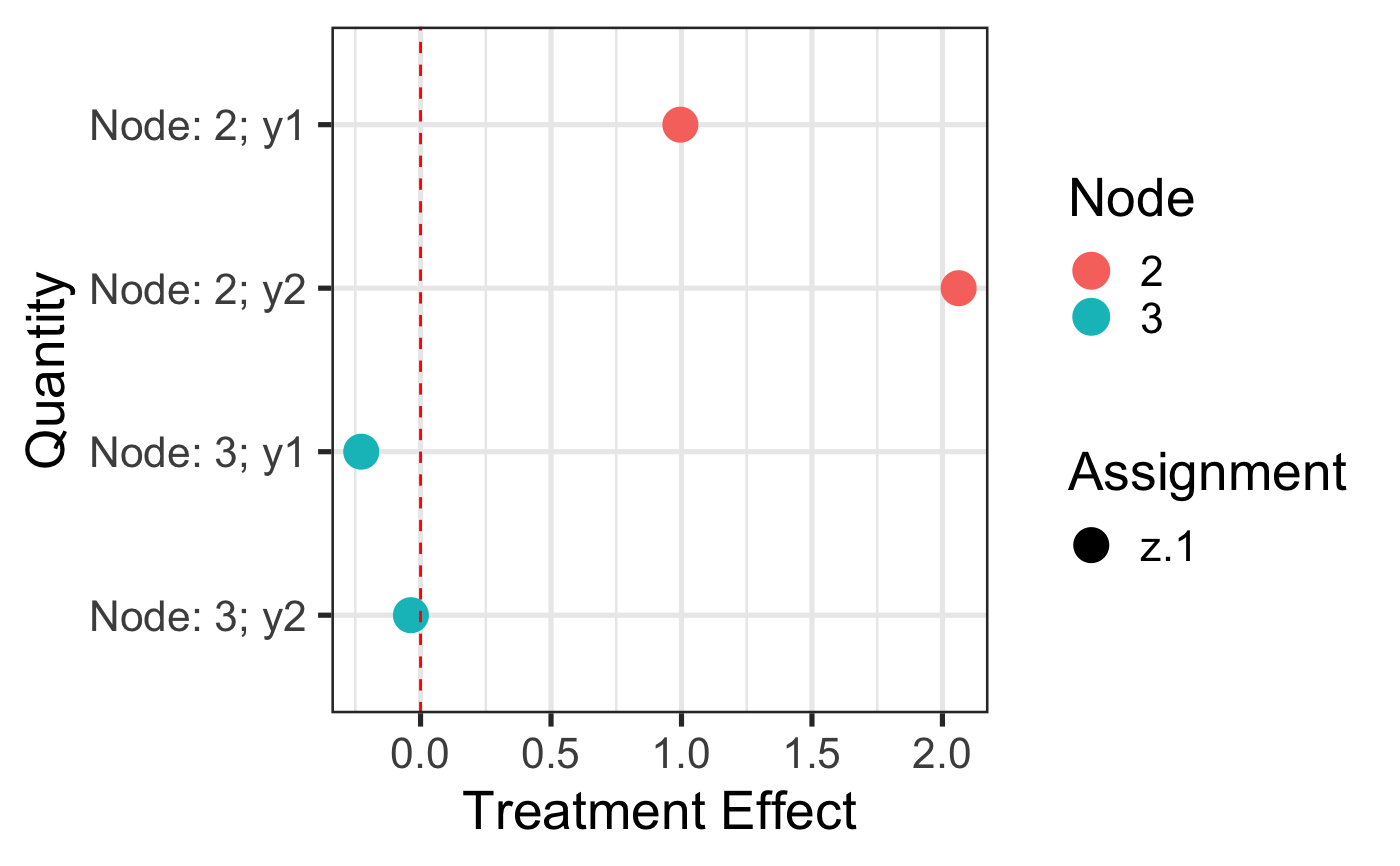 Quantity
Node: 2; y1
Node: 2; y2
Node: 3; y1
Node: 3; y2
0.0 0.5 1.0 1.5 2.0
Treatment Effect
Node
2
3
Assignment
z.1